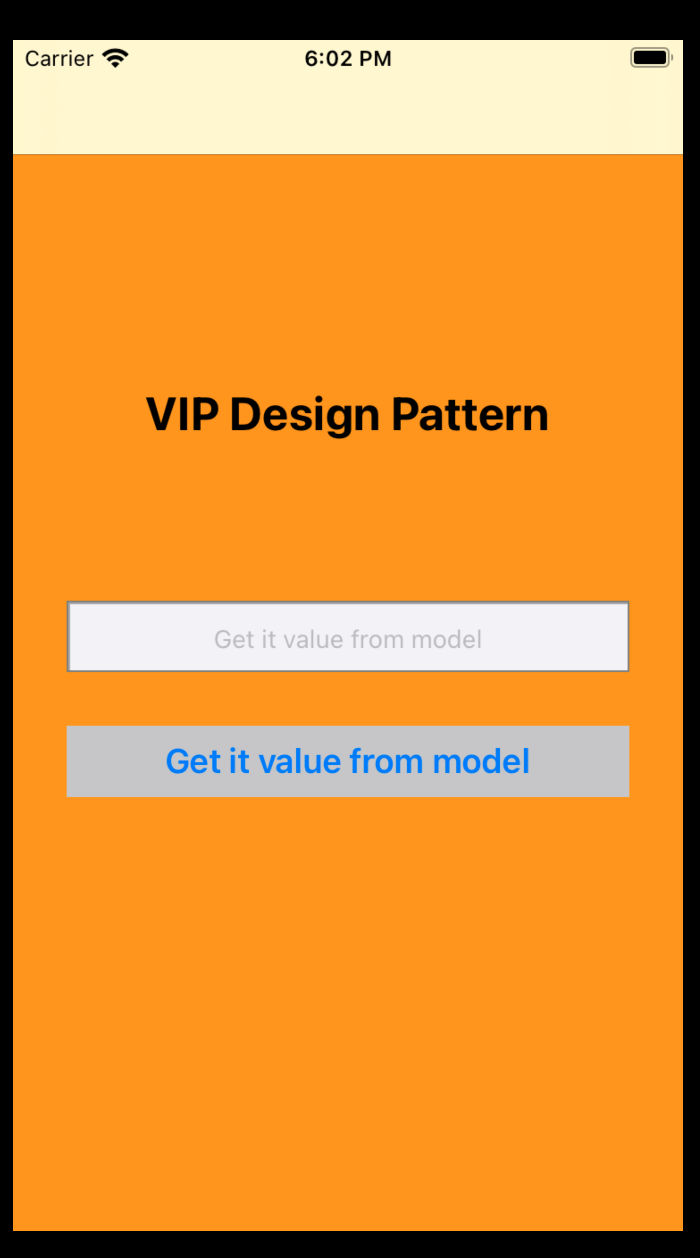 Carrier 6:02 PM
VIP Design Pattern
Get it value from model
Get it value from model